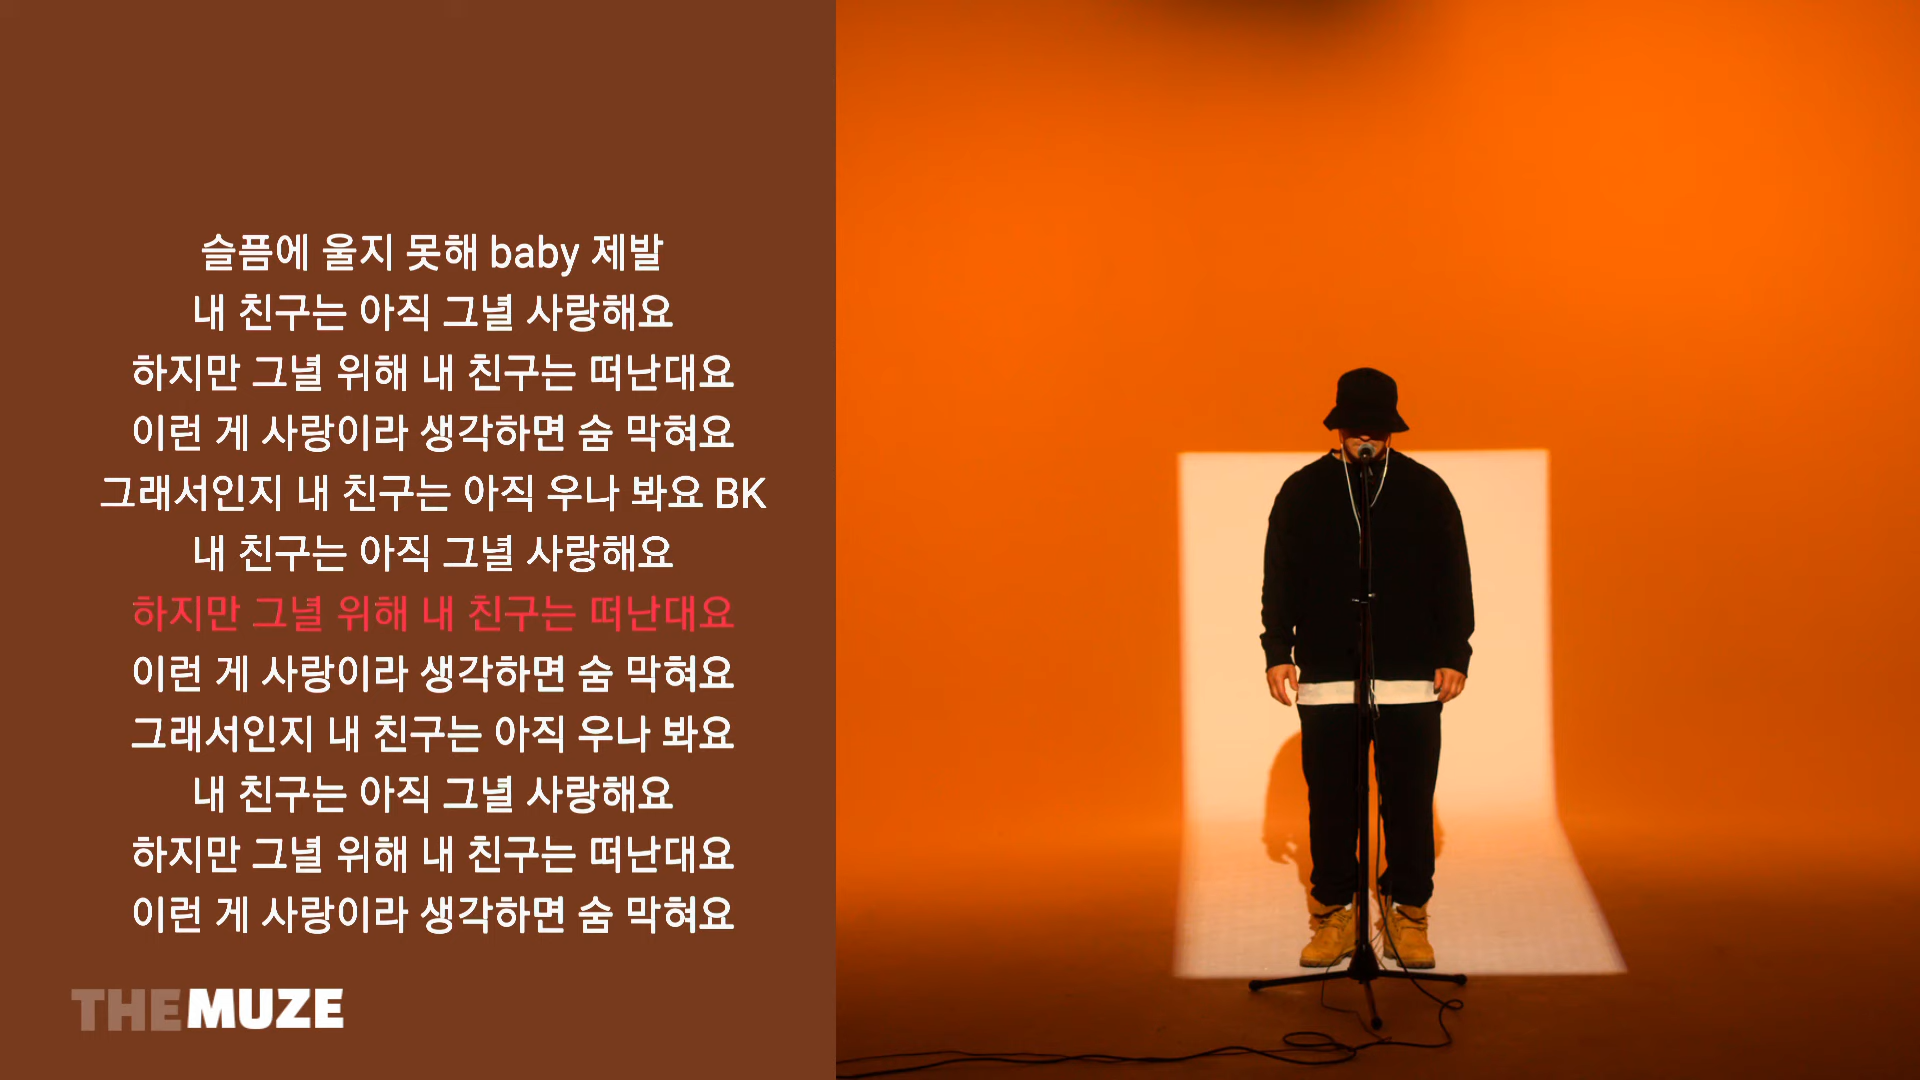 슬픔에 울지 못해 baby 제발
내 친구는 아직 그녈 사랑해요
하지만 그녈 위해 내 친구는 떠난대요
이런 게 사랑이라 생각하면 숨 막혀요
그래서인지 내 친구는 아직 우나 봐요 BK
내 친구는 아직 그녈 사랑해요
하지만 그녈 위해 내 친구는 떠난대요
이런 게 사랑이라 생각하면 숨 막혀요
그래서인지 내 친구는 아직 우나 봐요
내 친구는 아직 그녈 사랑해요
하지만 그녈 위해 내 친구는 떠난대요
이런 게 사랑이라 생각하면 숨 막혀요
THEMUZE